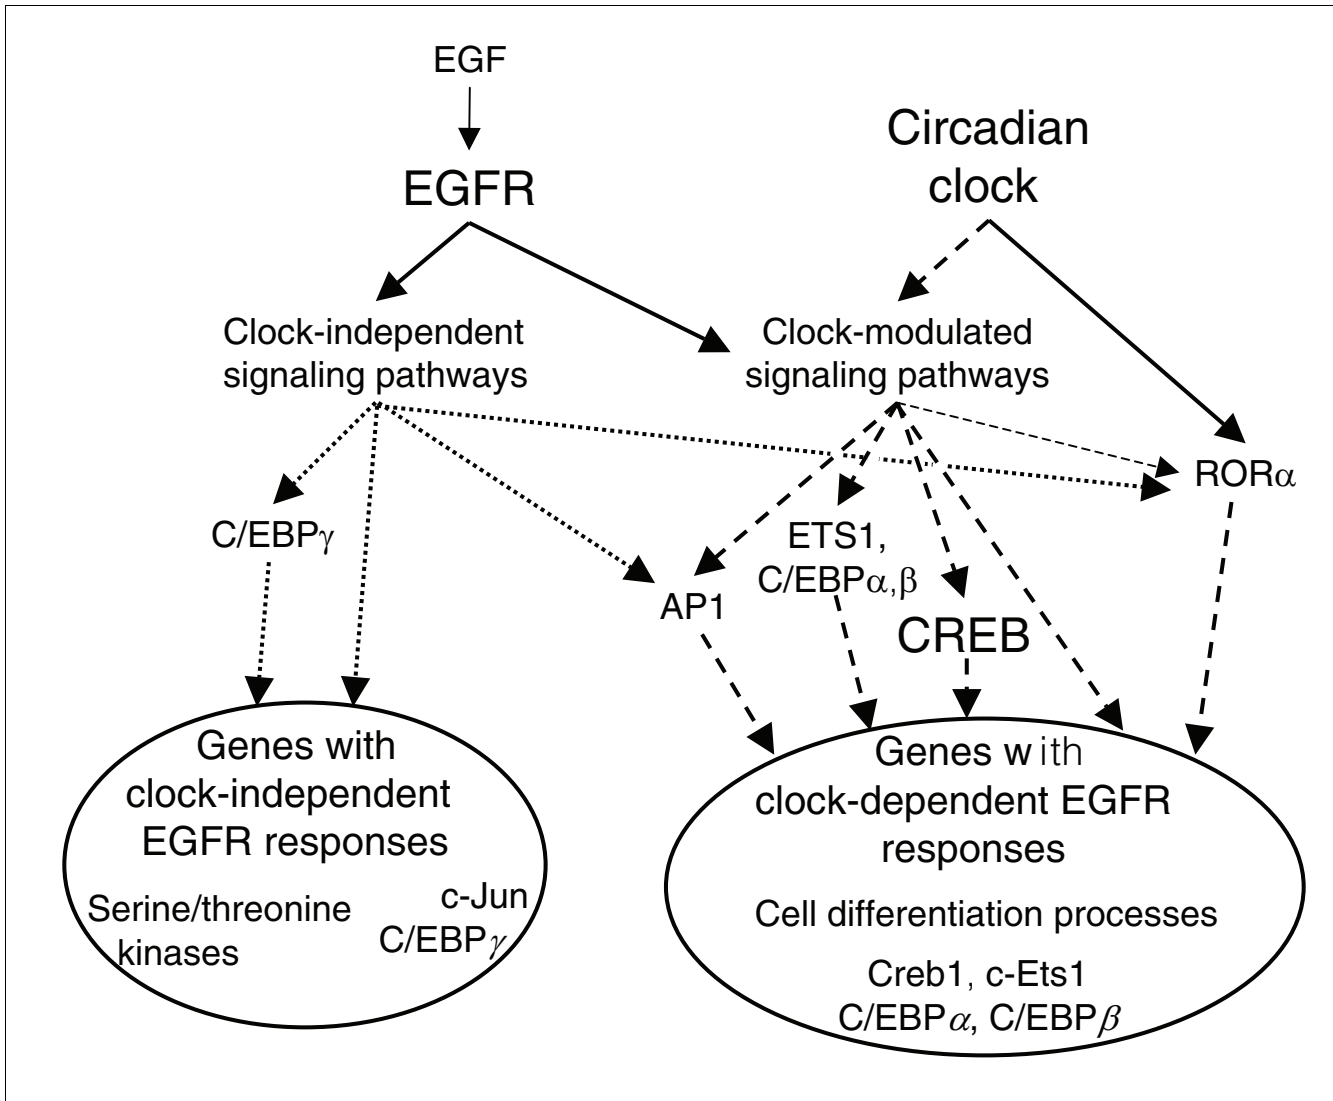 EGF
EGFR
Circadian
clock
Clock-independent
signaling pathways
Clock-modulated
signaling pathways
RORα
C/EBPγ
ETS1,
C/EBPα,β
AP1
CREB
Genes with
clock-independent
EGFR responses
Serine/threonine
kinases
c-Jun
C/EBPγ
Genes with
clock-dependent EGFR
responses
Cell differentiation processes
Creb1, c-Ets1
C/EBPα, C/EBPβ